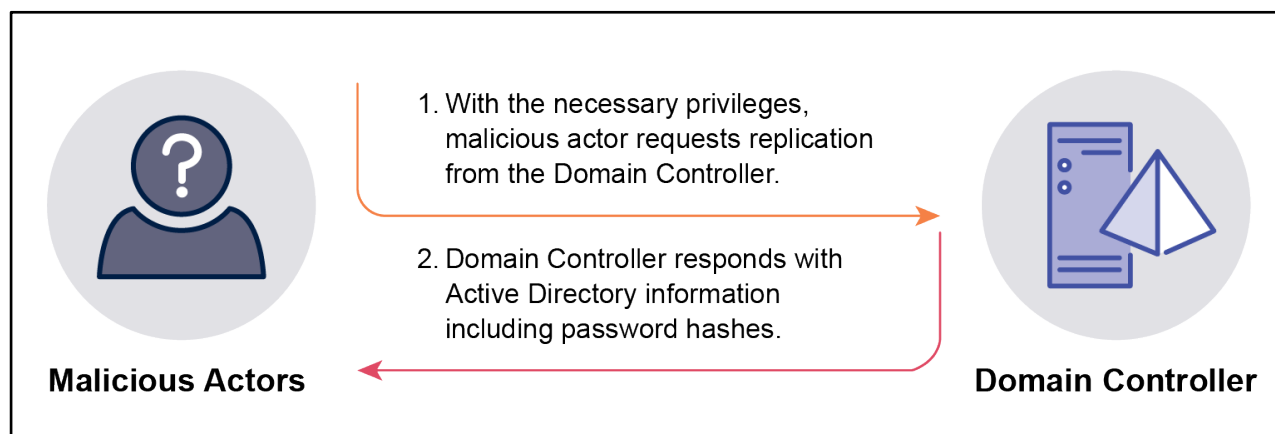 1. With the necessary privileges,
malicious actor requests replication
from the Domain Controller.
2. Domain Controller responds with
Active Directory information
including password hashes.
Malicious Actors
Domain Controller